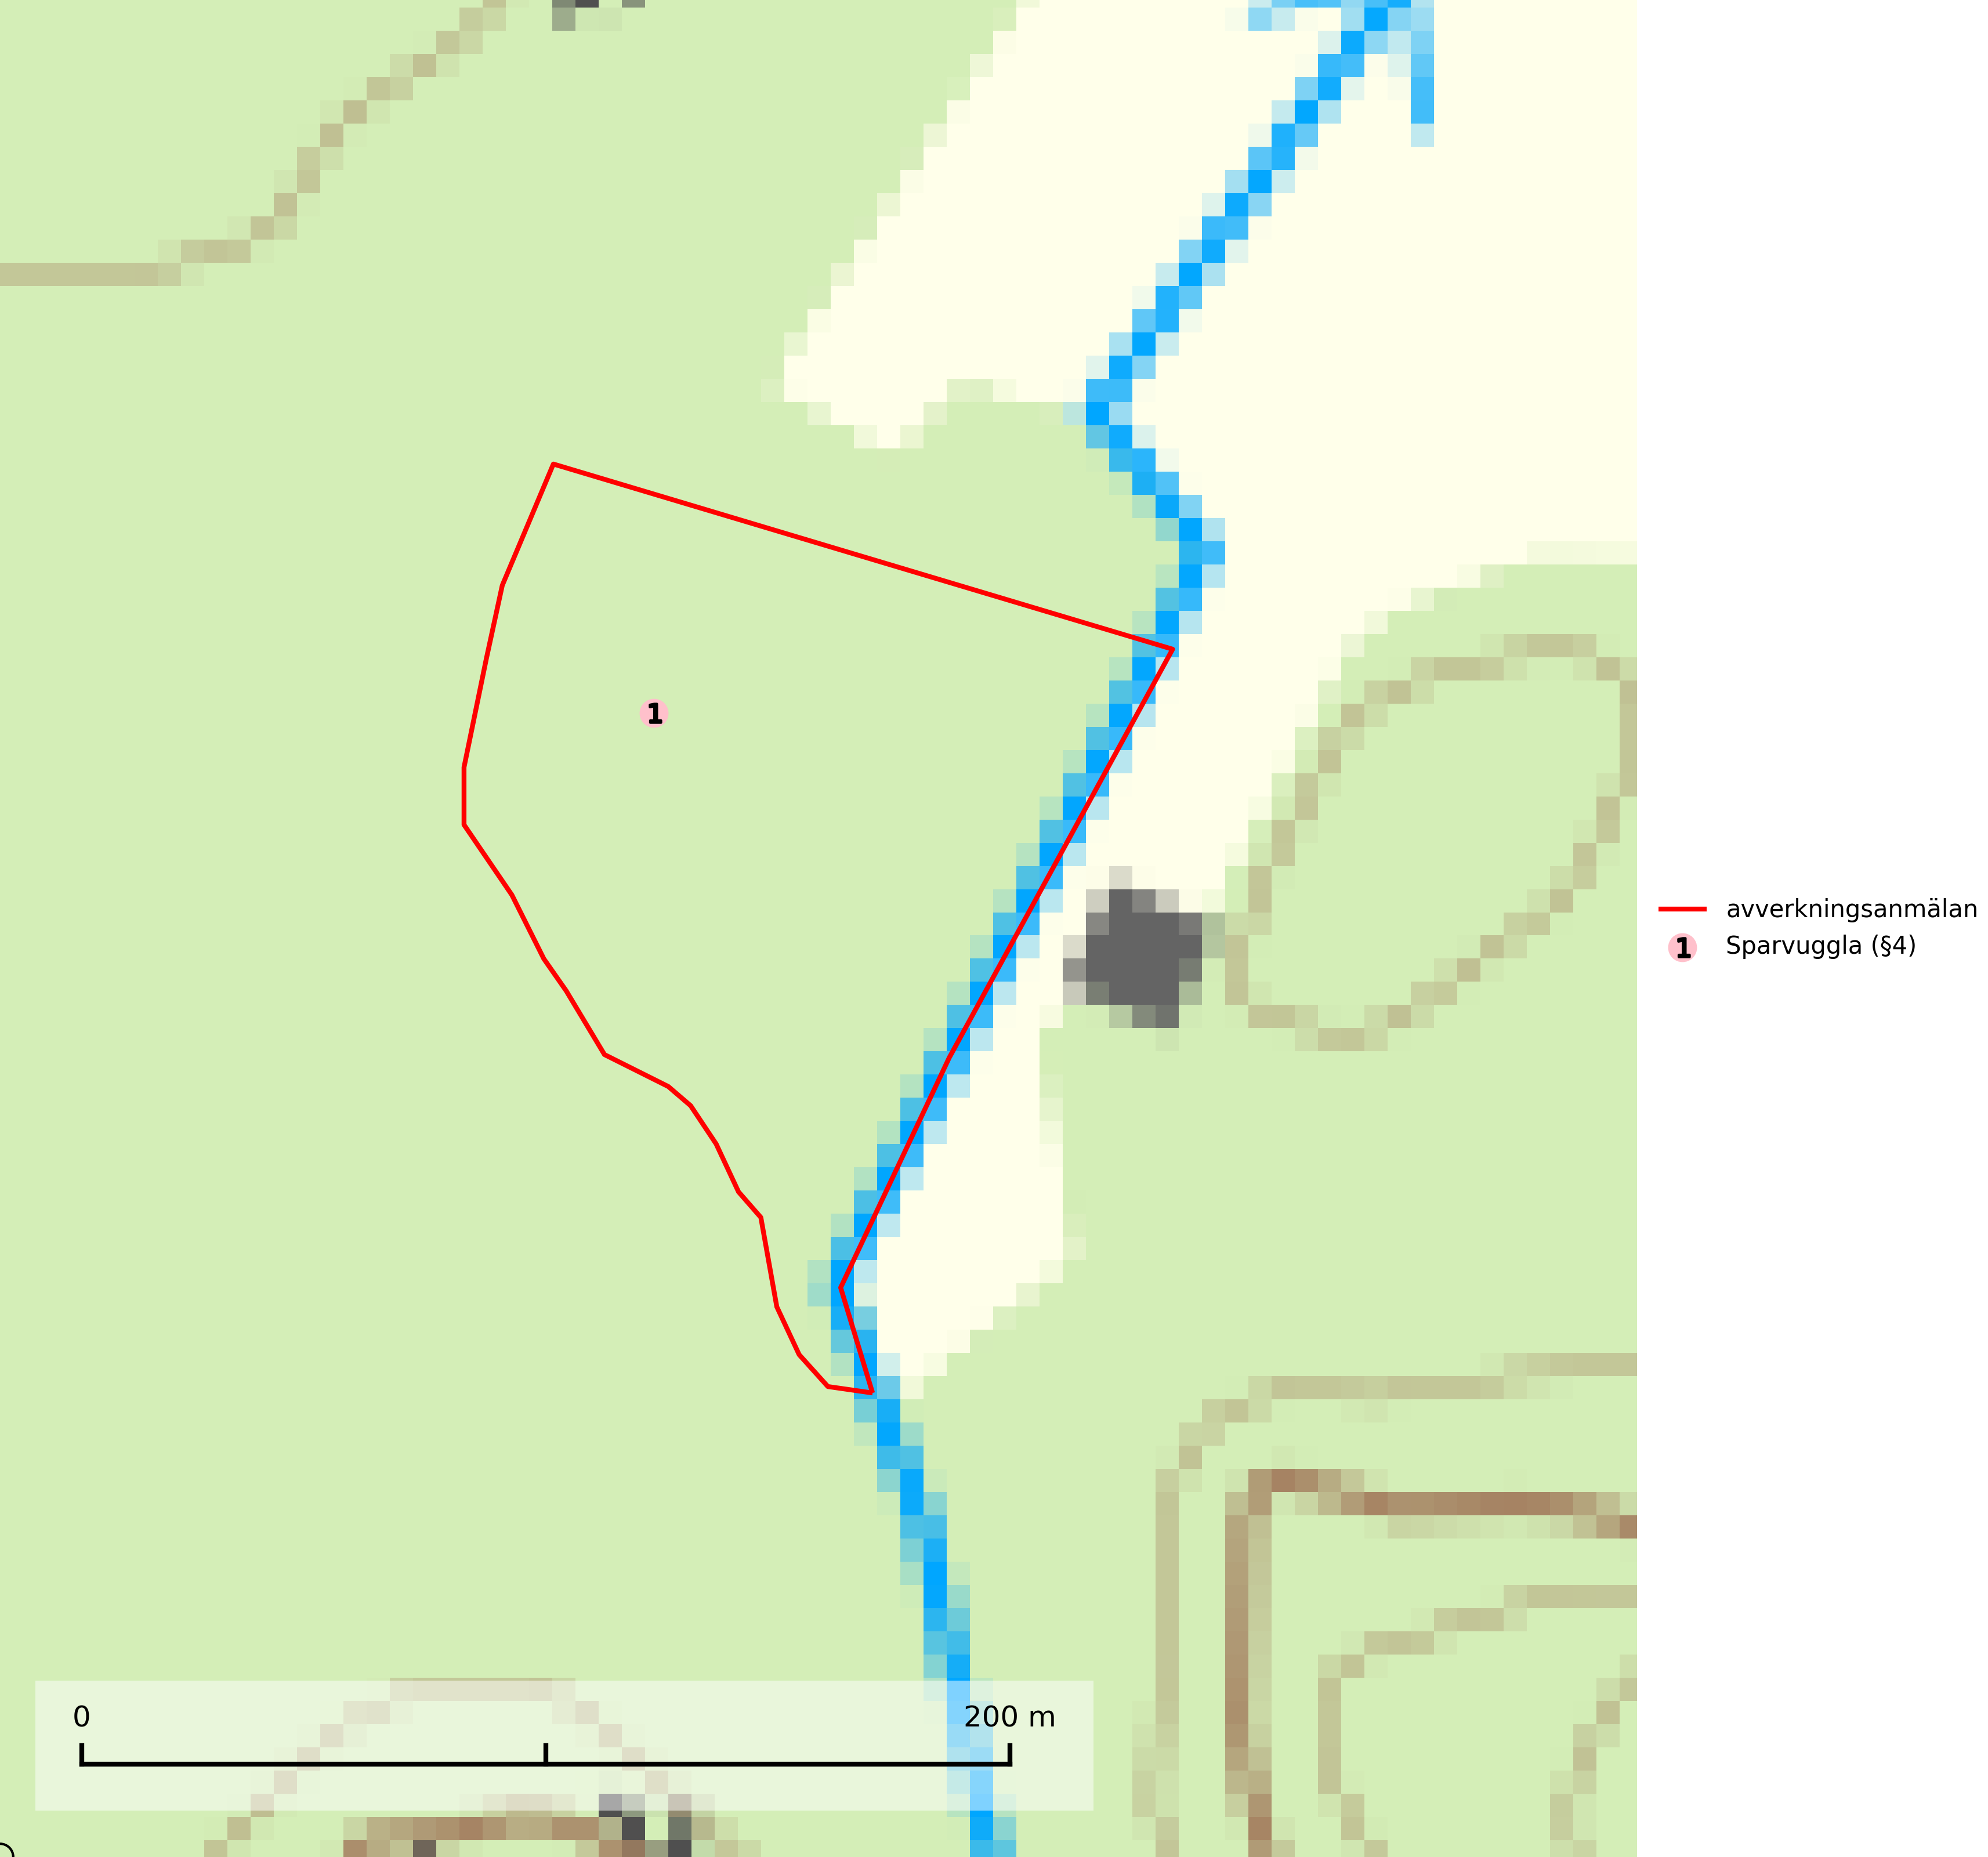 1
avverkningsanmälan
1 Sparvuggla (§4)
0 200 m